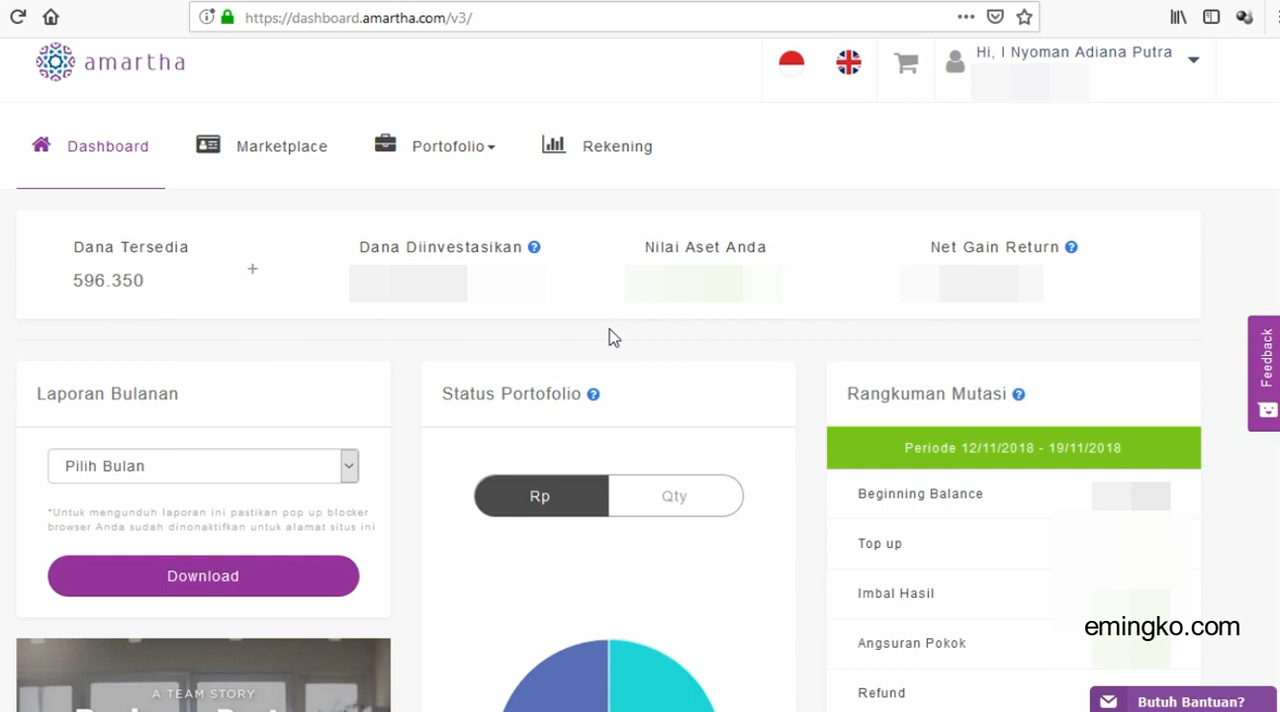 https://dashboard.amartha.com/v3/
amartha
Hi, I Nyoman Adiana Putra
Dashboard
Marketplace
Portofolio
Rekening
Dana Tersedia
596.350
+
Dana Diinvestasikan
Nilai Aset Anda
Net Gain Return
Feedback
Laporan Bulanan
Pilih Bulan
*Untuk mengunduh laporan ini pastikan pop up blocker
browser Anda sudah dinonaktifkan untuk alamat situs ini
Download
A TEAM STORY
Status Portofolio
Rp
Qty
Rangkuman Mutasi
Periode 12/11/2018 - 19/11/2018
Beginning Balance
Top up
Imbal Hasil
Angsuran Pokok
Refund
emingko.com
Butuh Bantuan?